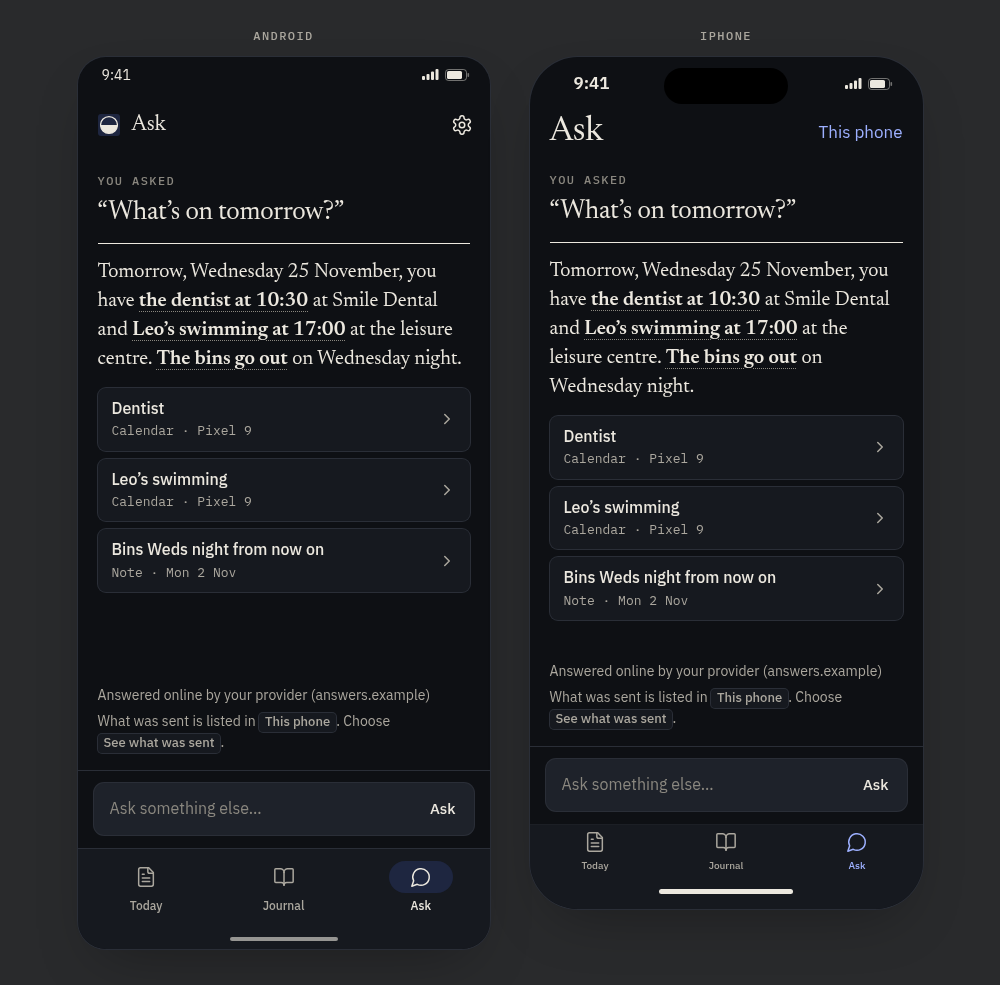 ANDROID
9:41
Ask
YOU ASKED
“What’s on tomorrow?”
Tomorrow, Wednesday 25 November, you
have the dentist at 10:30 at Smile Dental
and Leo’s swimming at 17:00 at the leisure
centre. The bins go out on Wednesday night.
Dentist
Calendar · Pixel 9
Leo’s swimming
Calendar · Pixel 9
Bins Weds night from now on
Note · Mon 2 Nov
Answered online by your provider (answers.example)
What was sent is listed in This phone. Choose
See what was sent.
Ask something else…
Ask
Today
Journal
Ask
IPHONE
9:41
Ask
This phone
YOU ASKED
“What’s on tomorrow?”
Tomorrow, Wednesday 25 November, you
have the dentist at 10:30 at Smile Dental
and Leo’s swimming at 17:00 at the
leisure centre. The bins go out on
Wednesday night.
Dentist
Calendar · Pixel 9
Leo’s swimming
Calendar · Pixel 9
Bins Weds night from now on
Note · Mon 2 Nov
Answered online by your provider (answers.example)
What was sent is listed in This phone. Choose
See what was sent.
Ask something else…
Ask
Today
Journal
Ask